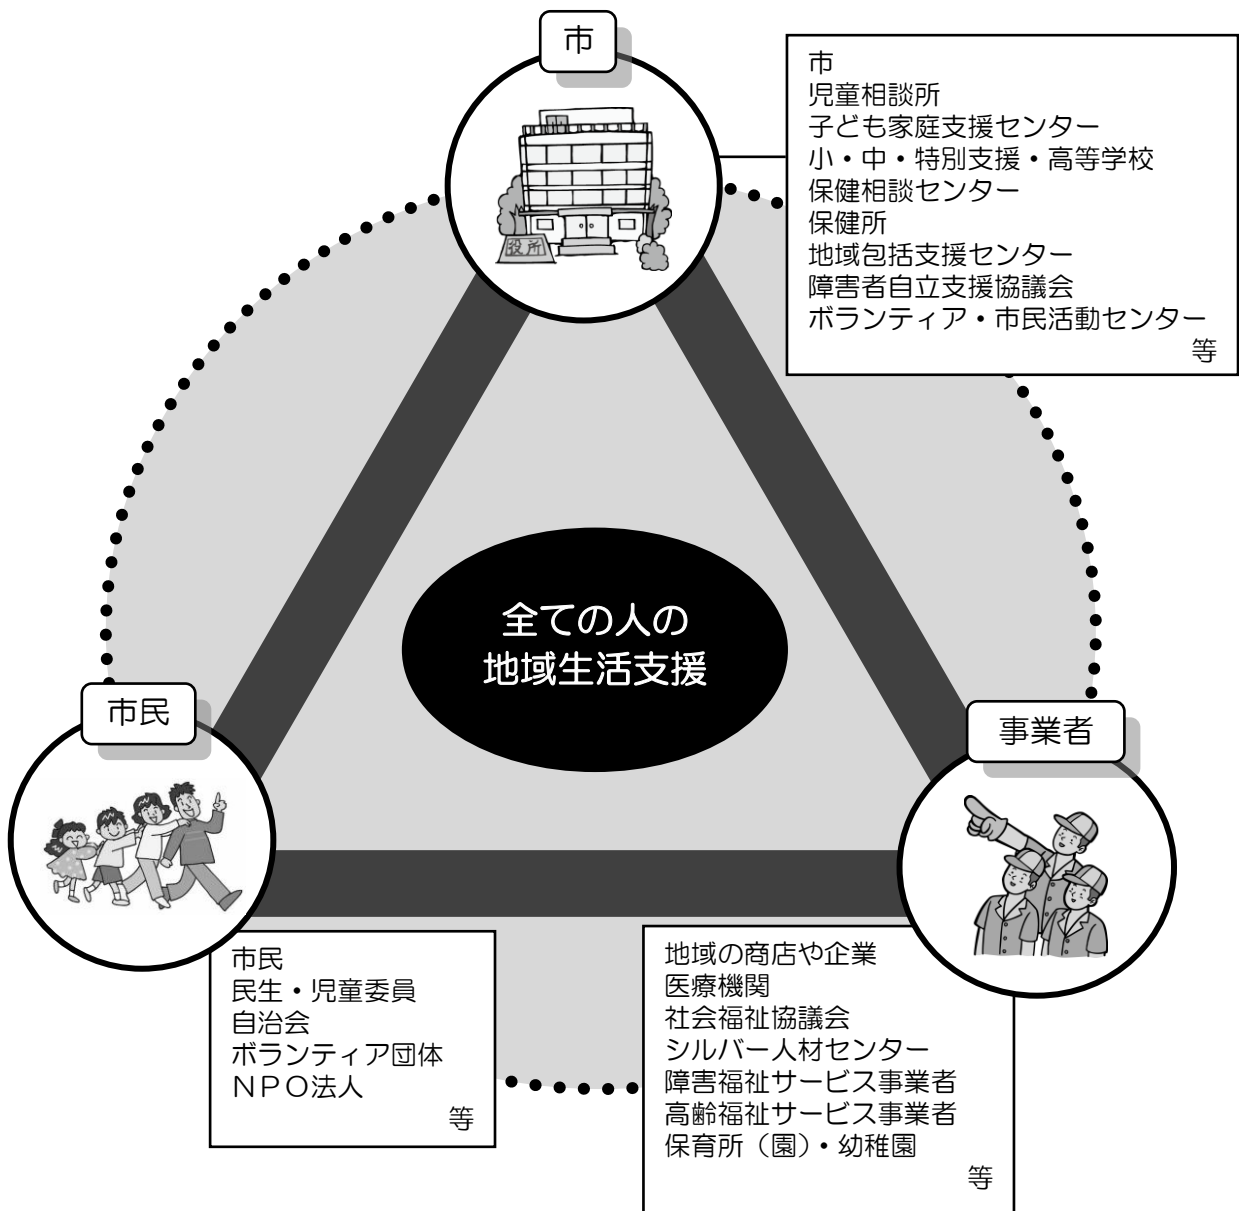 市
市
児童相談所
子ども家庭支援センター
小・中・特別支援・高等学校
保健相談センター
保健所
地域包括支援センター
障害者自立支援協議会
ボランティア・市民活動センター
等
役所
全ての人の
地域生活支援
市民
事業者
市民
民生・児童委員
自治会
ボランティア団体
ＮＰＯ法人
等
地域の商店や企業
医療機関
社会福祉協議会
シルバー人材センター
障害福祉サービス事業者
高齢福祉サービス事業者
保育所（園）・幼稚園
等